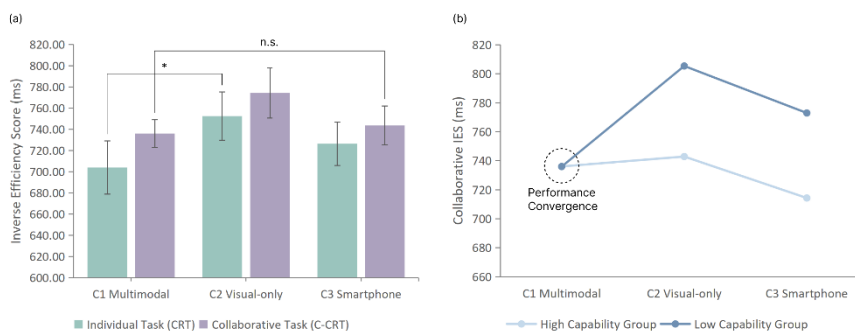 (a)
n.s.
*
Inverse Efficiency Score (ms)
820.00
800.00
780.00
760.00
740.00
720.00
700.00
680.00
660.00
640.00
620.00
600.00
C1 Multimodal
C2 Visual-only
C3 Smartphone
Individual Task (CRT)
Collaborative Task (C-CRT)
(b)
Collaborative IES (ms)
820
800
780
760
740
720
700
680
660
Performance
Convergence
C1 Multimodal
C2 Visual-only
C3 Smartphone
High Capability Group
Low Capability Group